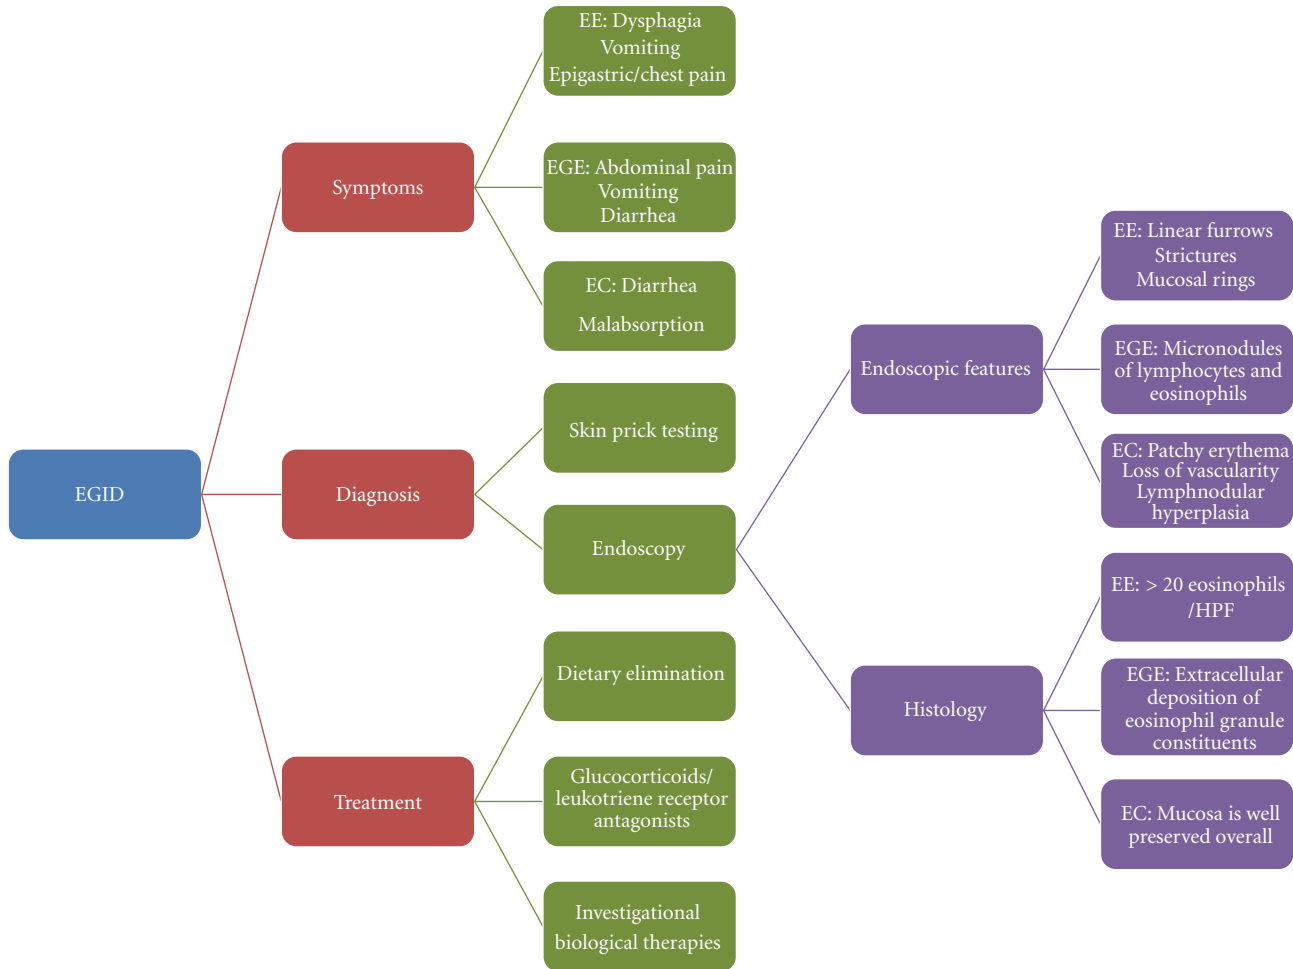 EGID
Symptoms
EE: Dysphagia
Vomiting
Epigastric/chest pain
EGE: Abdominal pain
Vomiting
Diarrhea
EC: Diarrhea
Malabsorption
Diagnosis
Skin prick testing
Endoscopy
Endoscopic features
EE: Linear furrows
Strictures
Mucosal rings
EGE: Micronodules
of lymphocytes and
eosinophils
EC: Patchy erythema
Loss of vascularity
Lymphnodular
hyperplasia
Histology
EE: > 20 eosinophils
/HPF
EGE: Extracellular
deposition of
eosinophil granule
constituents
EC: Mucosa is well
preserved overall
Treatment
Dietary elimination
Glucocorticoids/
leukotriene receptor
antagonists
Investigational
biological therapies